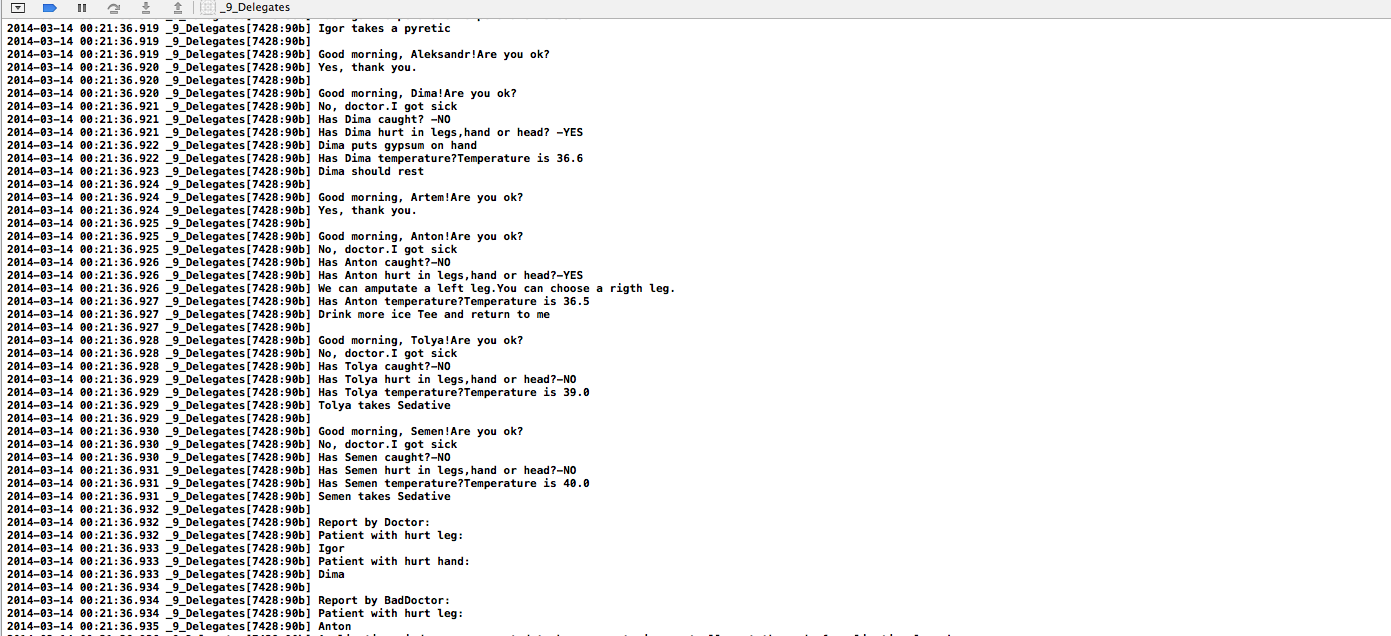 _9_Delegates
2014-03-14 00:21:36.919 _9_Delegates[7428:90b] Igor takes a pyretic
2014-03-14 00:21:36.919 _9_Delegates[7428:90b]
2014-03-14 00:21:36.919 _9_Delegates[7428:90b] Good morning, Aleksandr!Are you ok?
2014-03-14 00:21:36.920 _9_Delegates[7428:90b] Yes, thank you.
2014-03-14 00:21:36.920 _9_Delegates[7428:90b]
2014-03-14 00:21:36.920 _9_Delegates[7428:90b] Good morning, Dima!Are you ok?
2014-03-14 00:21:36.921 _9_Delegates[7428:90b] No, doctor.I got sick
2014-03-14 00:21:36.921 _9_Delegates[7428:90b] Has Dima caught? -NO
2014-03-14 00:21:36.921 _9_Delegates[7428:90b] Has Dima hurt in legs,hand or head? -YES
2014-03-14 00:21:36.922 _9_Delegates[7428:90b] Dima puts gypsum on hand
2014-03-14 00:21:36.922 _9_Delegates[7428:90b] Has Dima temperature?Temperature is 36.6
2014-03-14 00:21:36.923 _9_Delegates[7428:90b] Dima should rest
2014-03-14 00:21:36.924 _9_Delegates[7428:90b]
2014-03-14 00:21:36.924 _9_Delegates[7428:90b] Good morning, Artem!Are you ok?
2014-03-14 00:21:36.924 _9_Delegates[7428:90b] Yes, thank you.
2014-03-14 00:21:36.925 _9_Delegates[7428:90b]
2014-03-14 00:21:36.925 _9_Delegates[7428:90b] Good morning, Anton!Are you ok?
2014-03-14 00:21:36.925 _9_Delegates[7428:90b] No, doctor.I got sick
2014-03-14 00:21:36.926 _9_Delegates[7428:90b] Has Anton caught?-NO
2014-03-14 00:21:36.926 _9_Delegates[7428:90b] Has Anton hurt in legs,hand or head?-YES
2014-03-14 00:21:36.926 _9_Delegates[7428:90b] We can amputate a left leg.You can choose a rigth leg.
2014-03-14 00:21:36.927 _9_Delegates[7428:90b] Has Anton temperature?Temperature is 36.5
2014-03-14 00:21:36.927 _9_Delegates[7428:90b] Drink more ice Tee and return to me
2014-03-14 00:21:36.927 _9_Delegates[7428:90b]
2014-03-14 00:21:36.928 _9_Delegates[7428:90b] Good morning, Tolya!Are you ok?
2014-03-14 00:21:36.928 _9_Delegates[7428:90b] No, doctor.I got sick
2014-03-14 00:21:36.928 _9_Delegates[7428:90b] Has Tolya caught?-NO
2014-03-14 00:21:36.929 _9_Delegates[7428:90b] Has Tolya hurt in legs,hand or head?-NO
2014-03-14 00:21:36.929 _9_Delegates[7428:90b] Has Tolya temperature?Temperature is 39.0
2014-03-14 00:21:36.929 _9_Delegates[7428:90b] Tolya takes Sedative
2014-03-14 00:21:36.929 _9_Delegates[7428:90b]
2014-03-14 00:21:36.930 _9_Delegates[7428:90b] Good morning, Semen!Are you ok?
2014-03-14 00:21:36.930 _9_Delegates[7428:90b] No, doctor.I got sick
2014-03-14 00:21:36.930 _9_Delegates[7428:90b] Has Semen caught?-NO
2014-03-14 00:21:36.931 _9_Delegates[7428:90b] Has Semen hurt in legs,hand or head?-NO
2014-03-14 00:21:36.931 _9_Delegates[7428:90b] Has Semen temperature?Temperature is 40.0
2014-03-14 00:21:36.931 _9_Delegates[7428:90b] Semen takes Sedative
2014-03-14 00:21:36.932 _9_Delegates[7428:90b]
2014-03-14 00:21:36.932 _9_Delegates[7428:90b] Report by Doctor:
2014-03-14 00:21:36.932 _9_Delegates[7428:90b] Patient with hurt leg:
2014-03-14 00:21:36.933 _9_Delegates[7428:90b] Igor
2014-03-14 00:21:36.933 _9_Delegates[7428:90b] Patient with hurt hand:
2014-03-14 00:21:36.933 _9_Delegates[7428:90b] Dima
2014-03-14 00:21:36.934 _9_Delegates[7428:90b]
2014-03-14 00:21:36.934 _9_Delegates[7428:90b] Report by BadDoctor:
2014-03-14 00:21:36.934 _9_Delegates[7428:90b] Patient with hurt leg:
2014-03-14 00:21:36.935 _9_Delegates[7428:90b] Anton